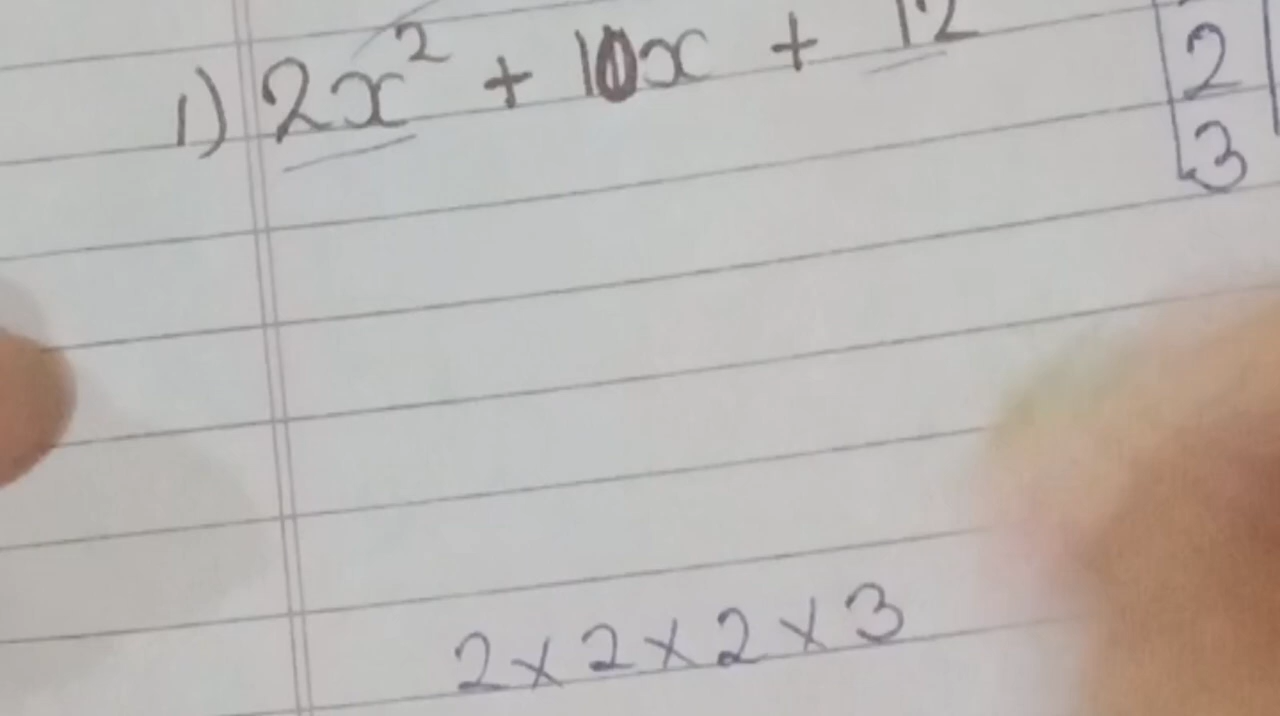 1) 2x² + 10x + 12
2
3
2 x 2 x 2 x 3